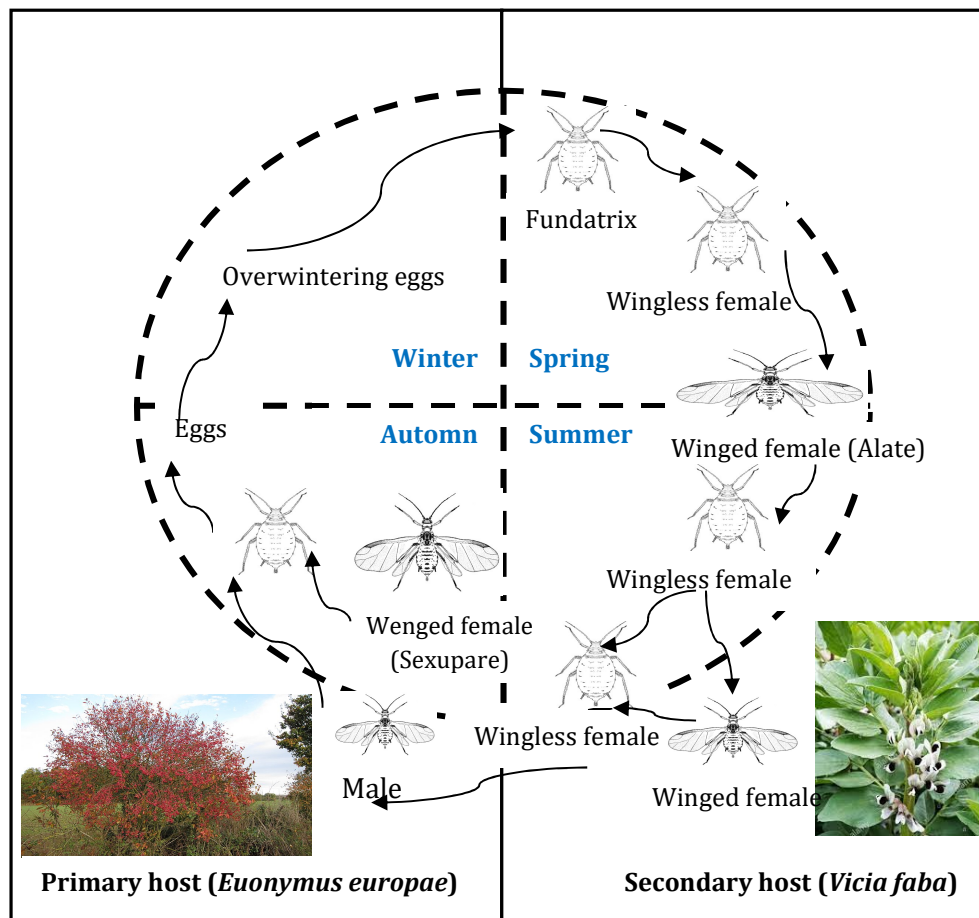 Fundatrix
Overwintering eggs
Wingless female
Winter
Spring
Eggs
Automn
Summer
Winged female (Alate)
Wingless female
Wenged female
(Sexupare)
Wingless female
Male
Winged female
Primary host (Euonymus europae)
Secondary host (Vicia faba)